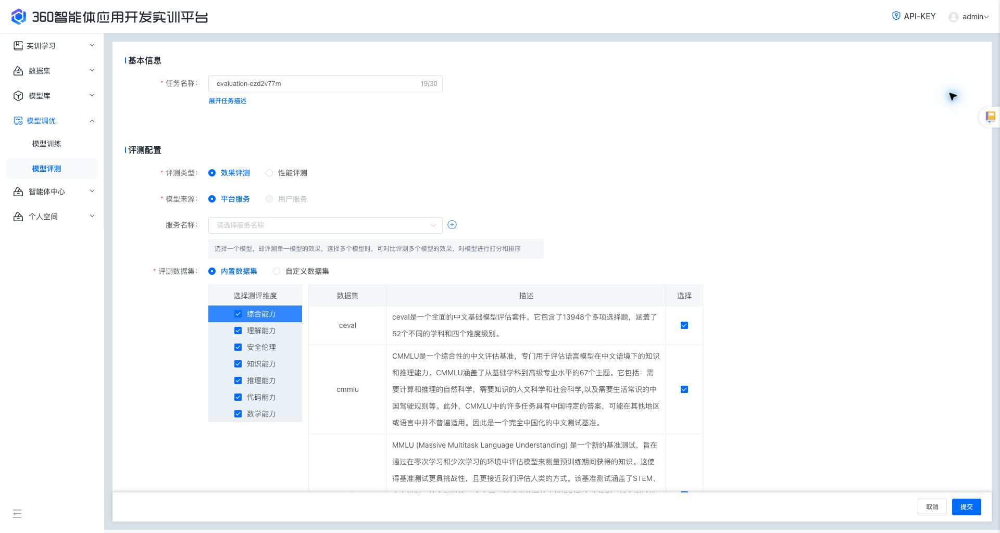 360智能体应用开发实训平台
API-KEY
admin
实训学习
数据集
模型库
模型调优
模型训练
模型评测
智能体中心
个人空间
基本信息
* 任务名称:
evaluation-ezd2v77m
19/30
展开任务描述
评测配置
* 评测类型:
效果评测
性能评测
* 模型来源:
平台服务
用户服务
服务名称:
请选择服务名称
选择一个模型，即评测单一模型的效果，选择多个模型时，可对比评测多个模型的效果，对模型进行打分和排序
* 评测数据集:
内置数据集
自定义数据集
选择测评维度
综合能力
理解能力
安全伦理
知识能力
推理能力
代码能力
数学能力
数据集
描述
选择
ceval
ceval是一个全面的中文基础模型评估套件。它包含了13948个多项选择题，涵盖了
52个不同的学科和四个难度级别。
cmmlu
CMMLU是一个综合性的中文评估基准，专门用于评估语言模型在中文语境下的知识
和推理能力。CMMLU涵盖了从基础学科到高级专业水平的67个主题。它包括：需
要计算和推理的自然科学，需要知识的人文科学和社会科学,以及需要生活常识的中
国驾驶规则等。此外，CMMLU中的许多任务具有中国特定的答案，可能在其他地区
或语言中并不普遍适用。因此是一个完全中国化的中文测试基准。
MMLU (Massive Multitask Language Understanding) 是一个新的基准测试，旨在
通过在零次学习和少次学习的环境中评估模型来测量预训练期间获得的知识。这使
得基准测试更具挑战性，且更接近我们评估人类的方式。该基准测试涵盖了STEM、
取消
提交